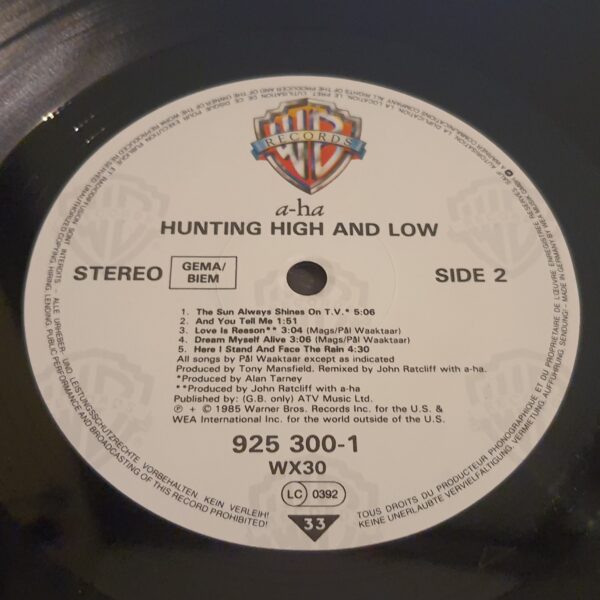 WB
RECORDS
a-ha
HUNTING HIGH AND LOW
STEREO
GEMA/
BIEM
SIDE 2
1. The Sun Always Shines On T.V.* 5:06
2. And You Tell Me 1:51
3. Love Is Reason** 3:04 (Mags/Pål Waaktaar)
4. Dream Myself Alive 3:06 (Mags/Pål Waaktaar)
5. Here I Stand And Face The Rain 4:30
All songs by Pål Waaktaar except as indicated
Produced by Tony Mansfield. Remixed by John Ratcliff with a-ha.
*Produced by Alan Tarney
**Produced by John Ratcliff with a-ha
Published by: (G.B. only) ATV Music Ltd.
℗ + © 1985 Warner Bros. Records Inc. for the U.S. &
WEA International Inc. for the world outside of the U.S.
925 300-1
WX30
LC 0392
33
ALLE URHEBER- UND LEISTUNGSSCHUTZRECHTE VORBEHALTEN. KEIN VERLEIH!
PUBLIC PERFORMANCE AND BROADCASTING OF THIS RECORD PROHIBITED!
TOUS DROITS DU PRODUCTEUR PHONOGRAPHIQUE ET DU PROPRIETAIRE DE L'ŒUVRE ENREGISTREE
KEINE UNERLAUBTE VERVIELFÄLTIGUNG, VERMIETUNG, AUFFÜHRUNG, SENDUNG! - MADE IN GERMANY